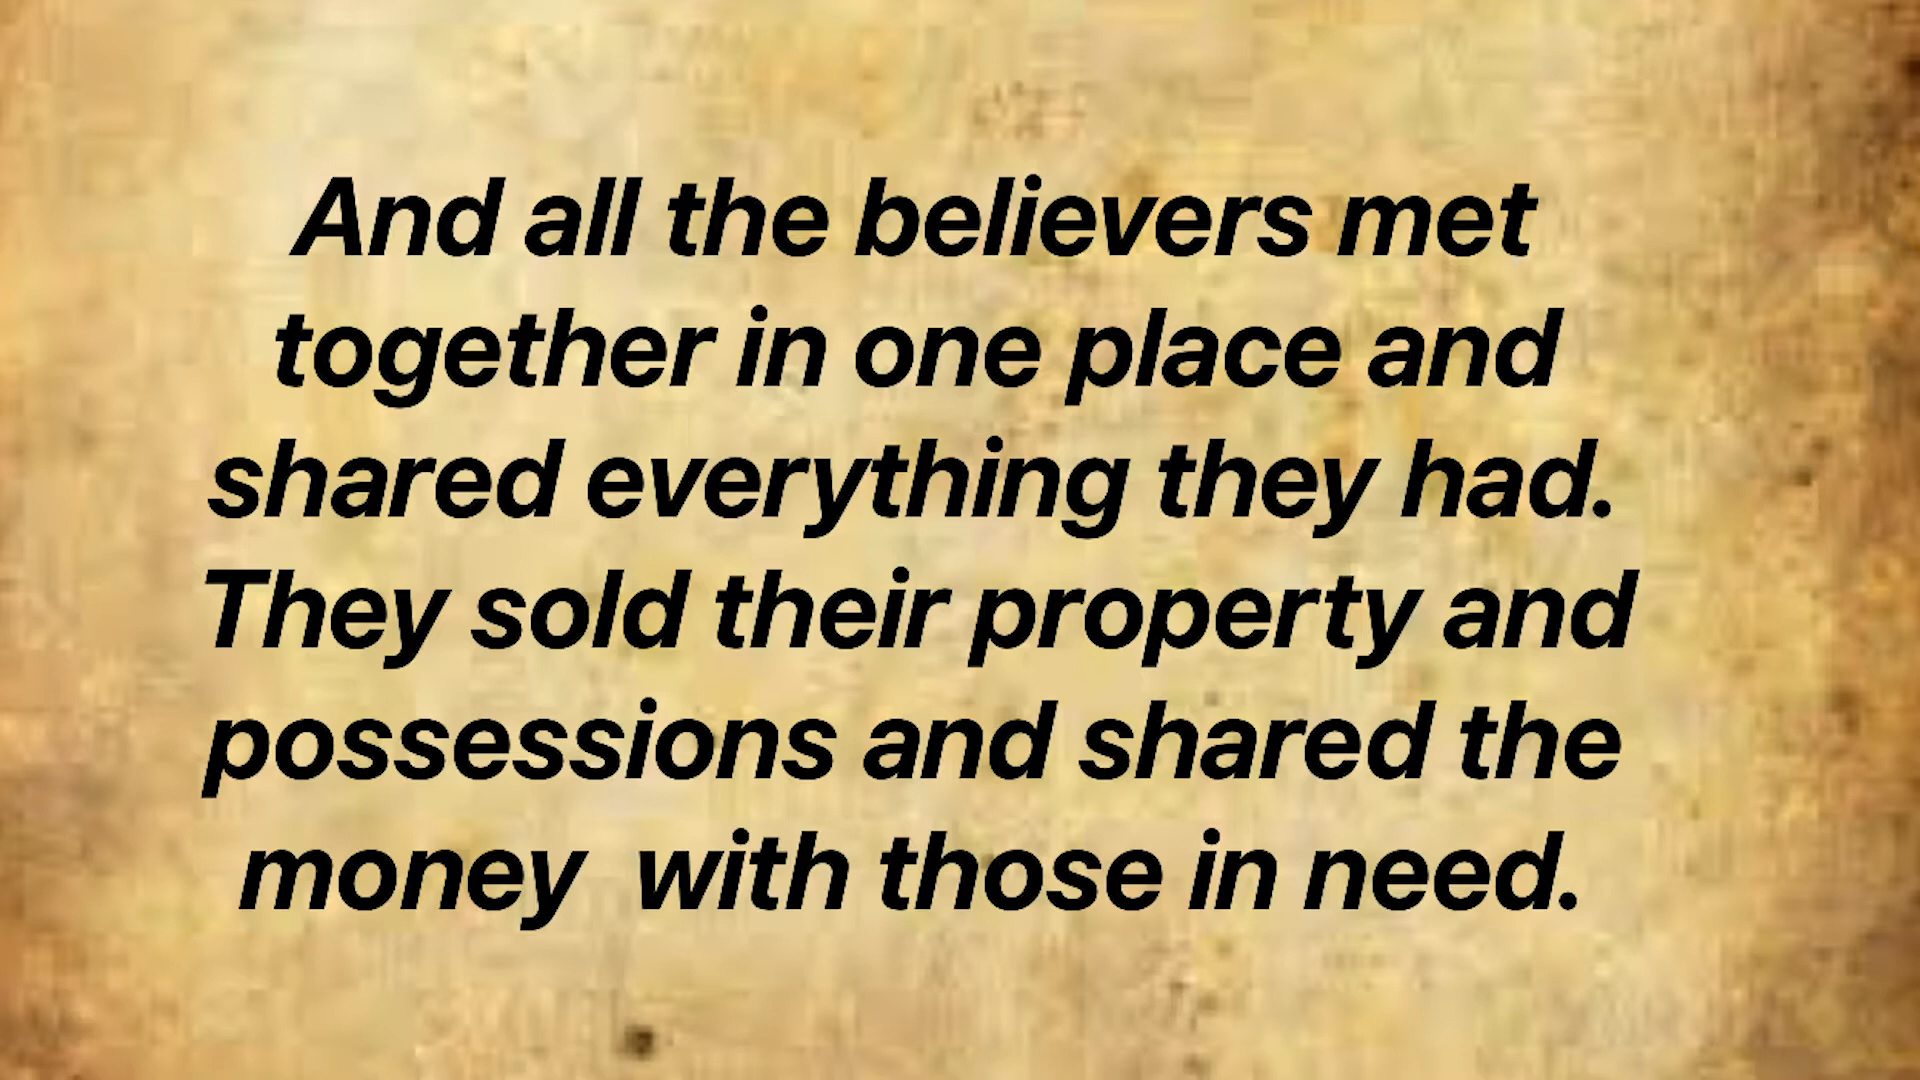 And all the believers met
together in one place and
shared everything they had.
They sold their property and
possessions and shared the
money  with those in need.